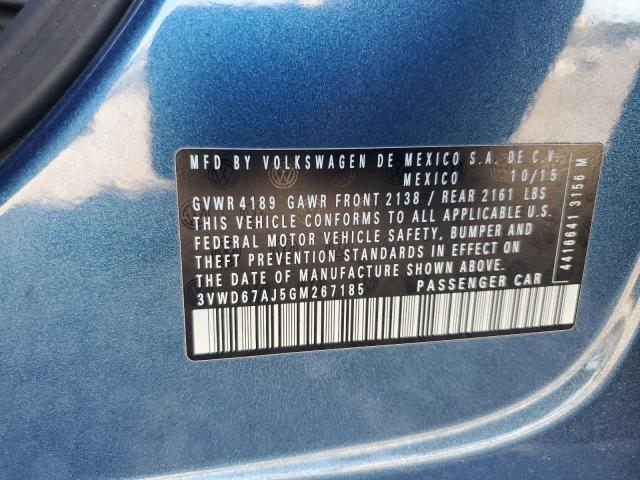 MFD BY VOLKSWAGEN DE MEXICO S.A. DE C.V.
MEXICO 10/15
GVWR 4189 GAWR FRONT 2138 / REAR 2161 LBS
THIS VEHICLE CONFORMS TO ALL APPLICABLE U.S.
FEDERAL MOTOR VEHICLE SAFETY, BUMPER AND
THEFT PREVENTION STANDARDS IN EFFECT ON
THE DATE OF MANUFACTURE SHOWN ABOVE.
3VWD67AJ5GM267185 PASSENGER CAR
4416641 3156 M